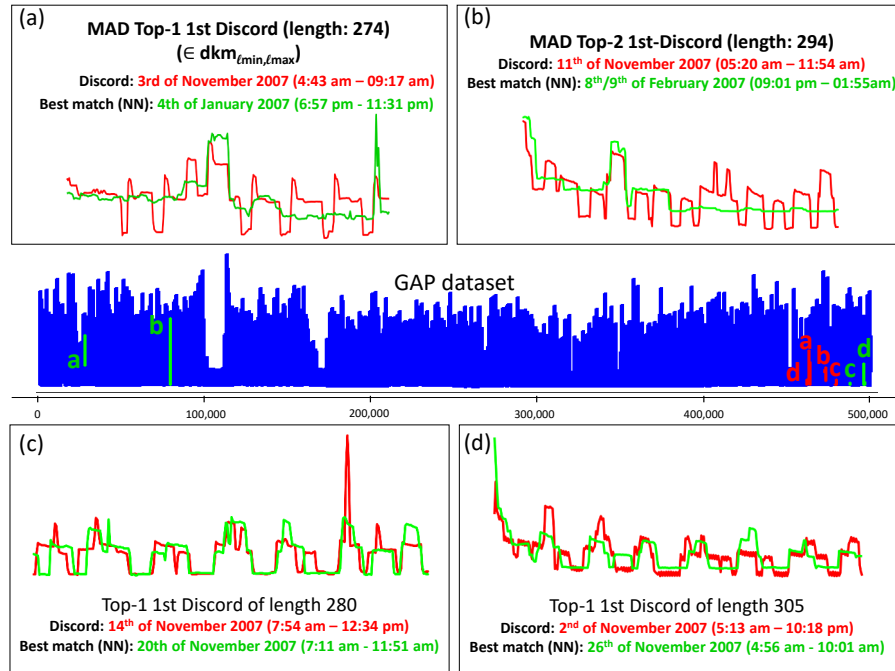 (a)
MAD Top-1 1st Discord (length: 274)
(∈ dkmℓmin,ℓmax)
Discord: 3rd of November 2007 (4:43 am – 09:17 am)
Best match (NN): 4th of January 2007 (6:57 pm - 11:31 pm)
(b)
MAD Top-2 1st-Discord (length: 294)
Discord: 11th of November 2007 (05:20 am – 11:54 am)
Best match (NN): 8th/9th of February 2007 (09:01 pm – 01:55am)
GAP dataset
a
b
d
a
b
c
c
d
0
100,000
200,000
300,000
400,000
500,000
(c)
Top-1 1st Discord of length 280
Discord: 14th of November 2007 (7:54 am – 12:34 pm)
Best match (NN): 20th of November 2007 (7:11 am - 11:51 am)
(d)
Top-1 1st Discord of length 305
Discord: 2nd of November 2007 (5:13 am – 10:18 pm)
Best match (NN): 26th of November 2007 (4:56 am - 10:01 am)